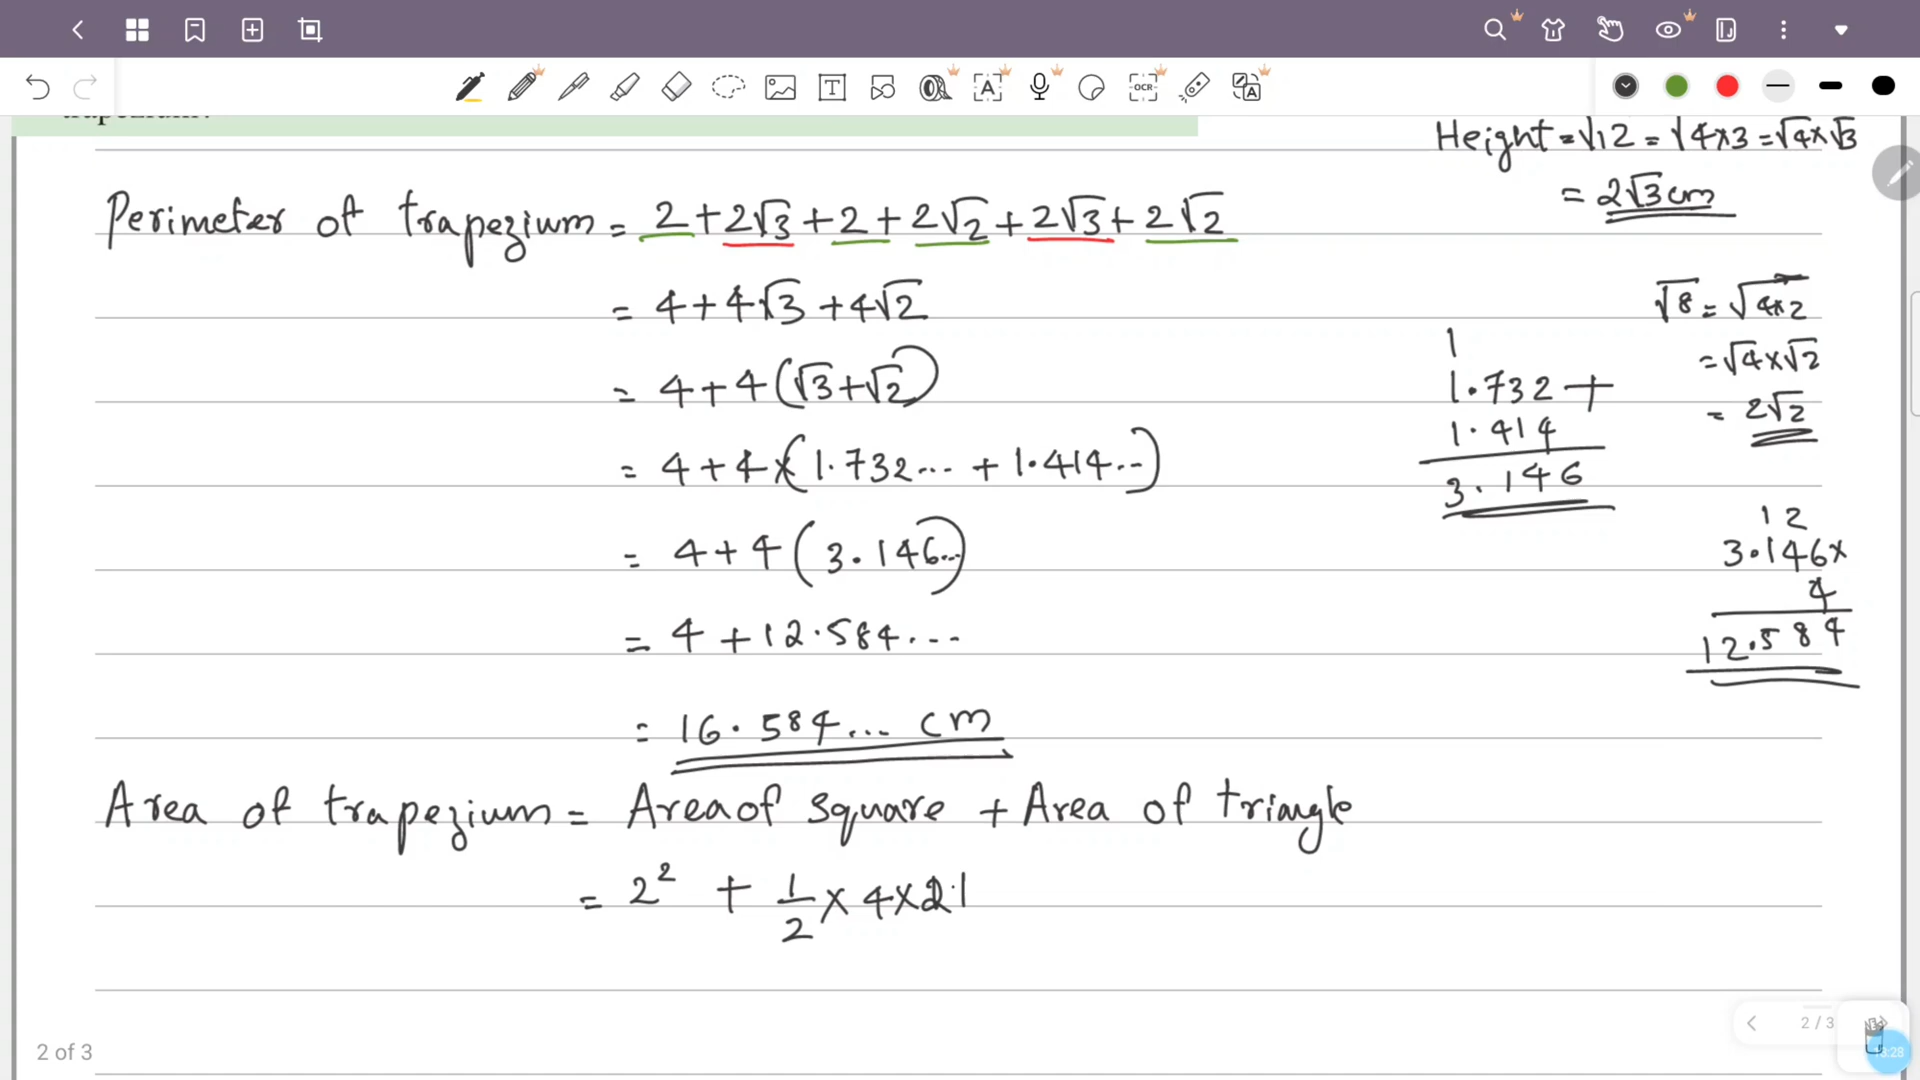 trapezium.
Height = √12 = √4×3 = √4×√3
= 2√3 cm
Perimeter of trapezium = 2 + 2√3 + 2 + 2√2 + 2√3 + 2√2
= 4 + 4√3 + 4√2
= 4 + 4(√3 + √2)
= 4 + 4×(1.732... + 1.414...)
= 4 + 4(3.146...)
= 4 + 12.584...
= 16.584... cm
√8 = √4×2
= √4×√2
= 2√2
1
1.732 +
1.414
3.146
12
3.146×
4
12.584
Area of trapezium = Area of square + Area of triangle
= 2² + 1/2 × 4 ×
2 of 3
2 / 3
OCR